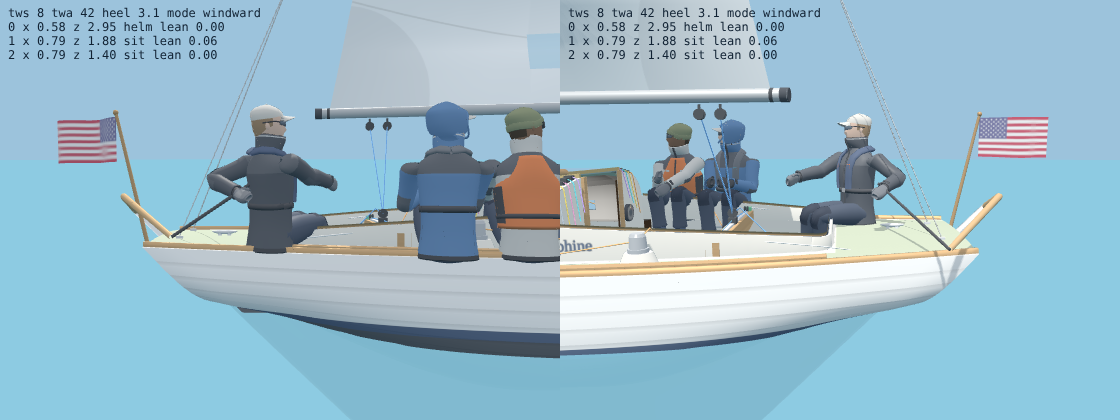 tws 8 twa 42 heel 3.1 mode windward
0 x 0.58 z 2.95 helm lean 0.00
1 x 0.79 z 1.88 sit lean 0.06
2 x 0.79 z 1.40 sit lean 0.00
tws 8 twa 42 heel 3.1 mode windward
0 x 0.58 z 2.95 helm lean 0.00
1 x 0.79 z 1.88 sit lean 0.06
2 x 0.79 z 1.40 sit lean 0.00
phine